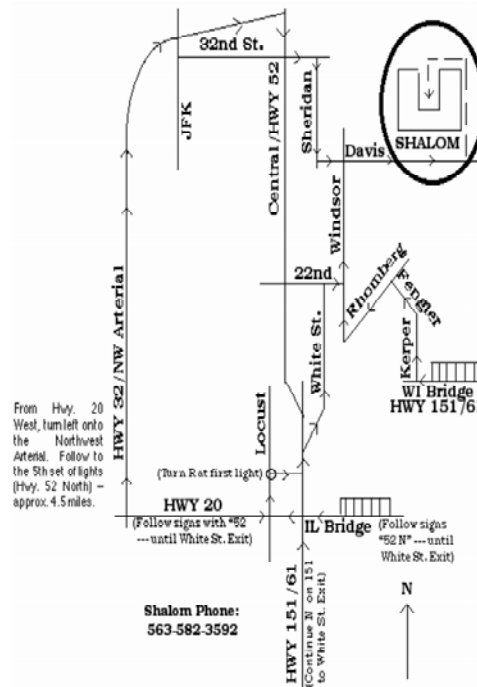 32nd St.
JFK
Central/HWY 52
Sheridan
SHALOM
Davis
Windsor
22nd
Rhomberg
Fengner
Kerper
WI Bridge
HWY 151/61
HWY 32/NW Arterial
White St.
Locust
From Hwy. 20
West, turn left onto
the Northwest
Arterial. Follow to
the 5th set of lights
(Hwy. 52 North) –
approx. 4.5 miles.
(Turn R at first light)
HWY 20
(Follow signs with "52
--- until White St. Exit)
IL Bridge
(Follow signs
"52 N" --- until
White St. Exit)
HWY 151/61
(Continue N on 151
to White St. Exit)
Shalom Phone:
563-582-3592
N